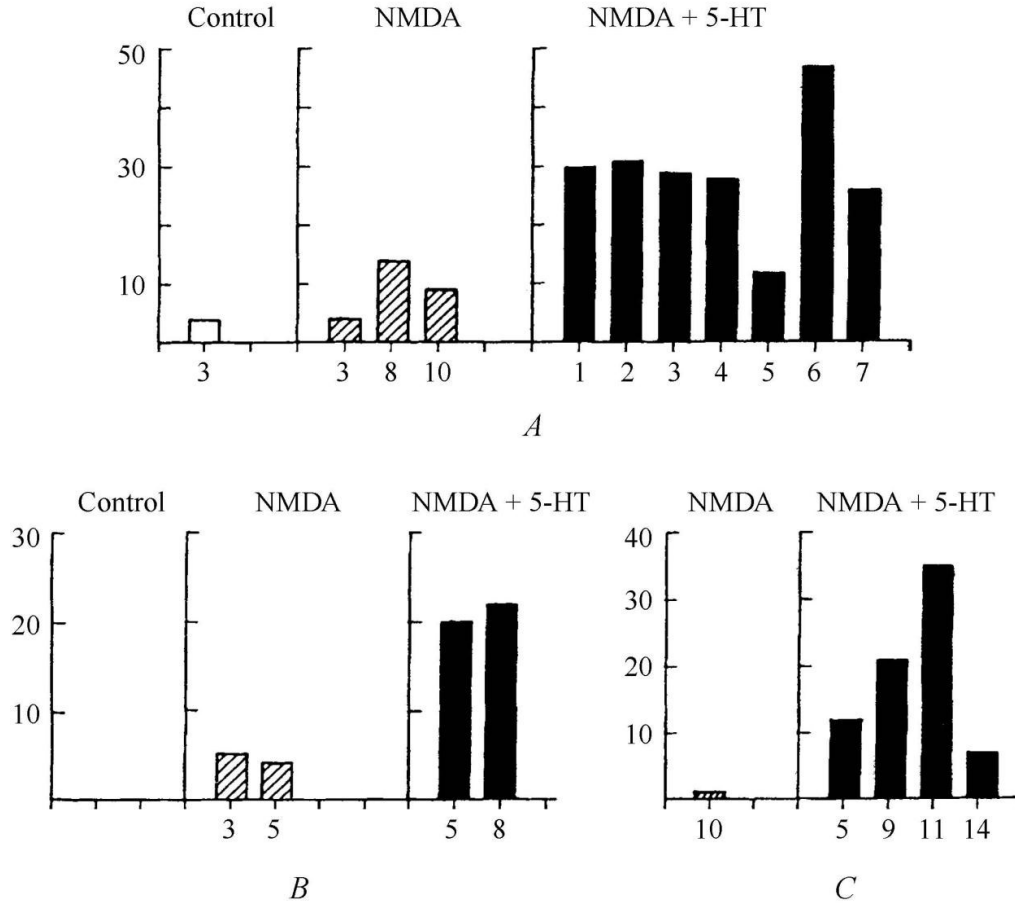 Control NMDA NMDA + 5-HT
50
30
10
3 3 8 10 1 2 3 4 5 6 7
A
Control NMDA NMDA + 5-HT NMDA NMDA + 5-HT
30 40
30
20
20
10
10
3 5 5 8 10 5 9 11 14
B C